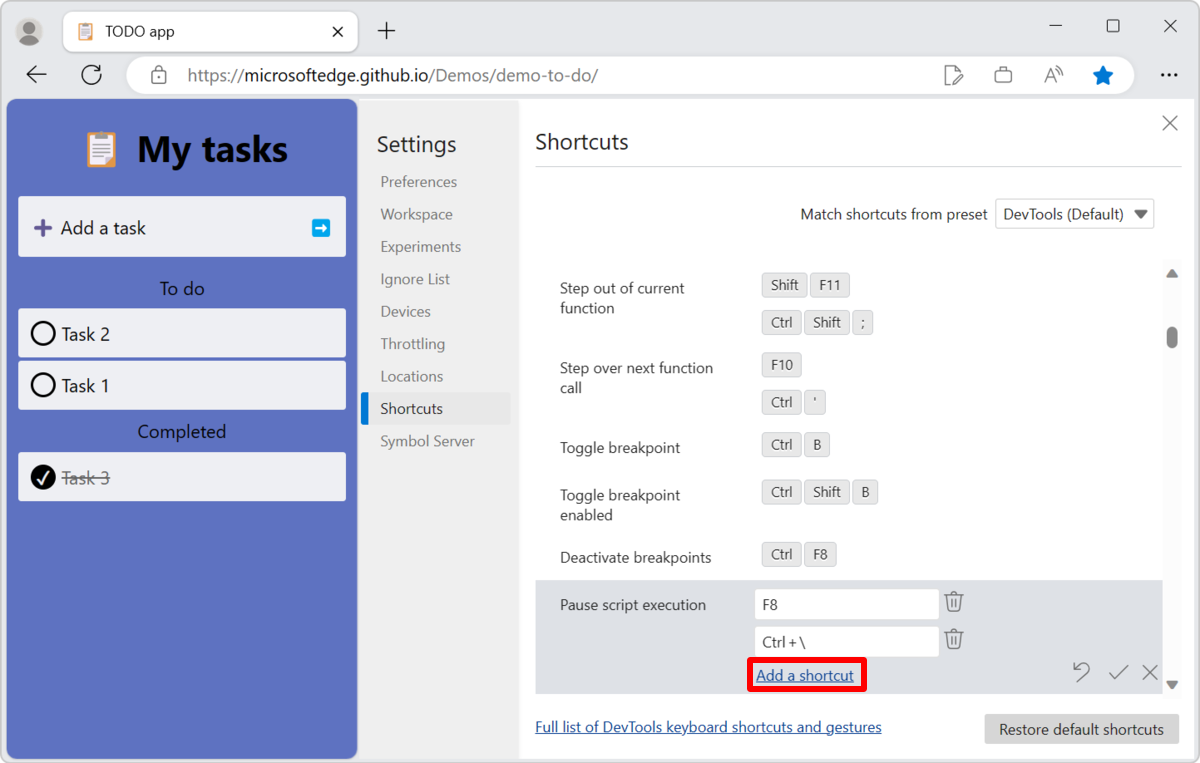 TODO app
https://microsoftedge.github.io/Demos/demo-to-do/
My tasks
Add a task
To do
Task 2
Task 1
Completed
Task 3
Settings
Preferences
Workspace
Experiments
Ignore List
Devices
Throttling
Locations
Shortcuts
Symbol Server
Shortcuts
Match shortcuts from preset DevTools (Default)
Step out of current
function
Shift F11
Ctrl Shift ;
Step over next function
call
F10
Ctrl '
Toggle breakpoint Ctrl B
Toggle breakpoint
enabled
Ctrl Shift B
Deactivate breakpoints Ctrl F8
Pause script execution F8
Ctrl + \
Add a shortcut
Full list of DevTools keyboard shortcuts and gestures
Restore default shortcuts